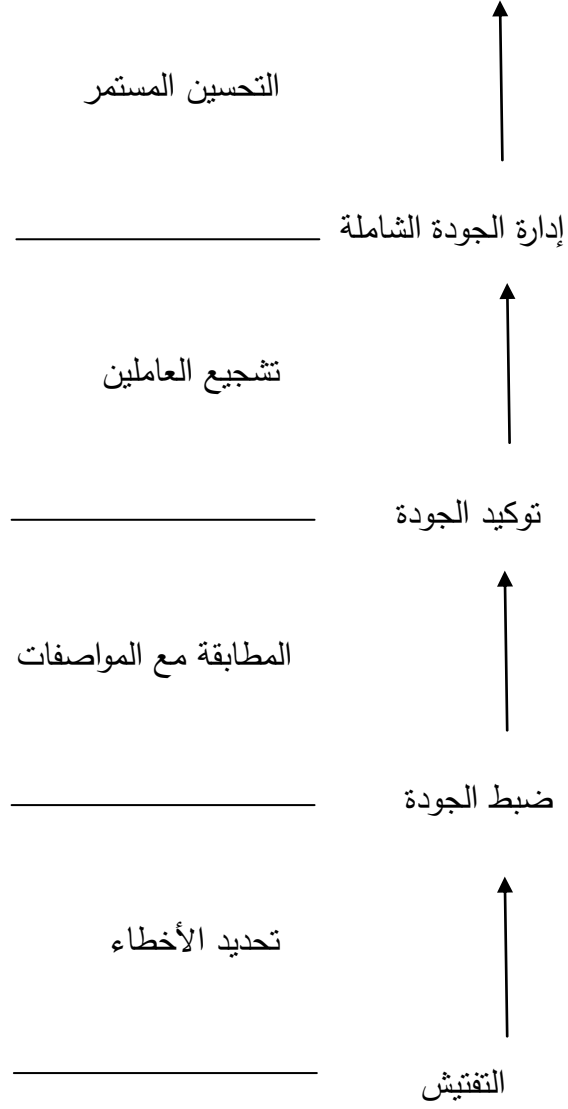 التحسين المستمر
إدارة الجودة الشاملة
تشجيع العاملين
توكيد الجودة
المطابقة مع المواصفات
ضبط الجودة
تحديد الأخطاء
التفتيش